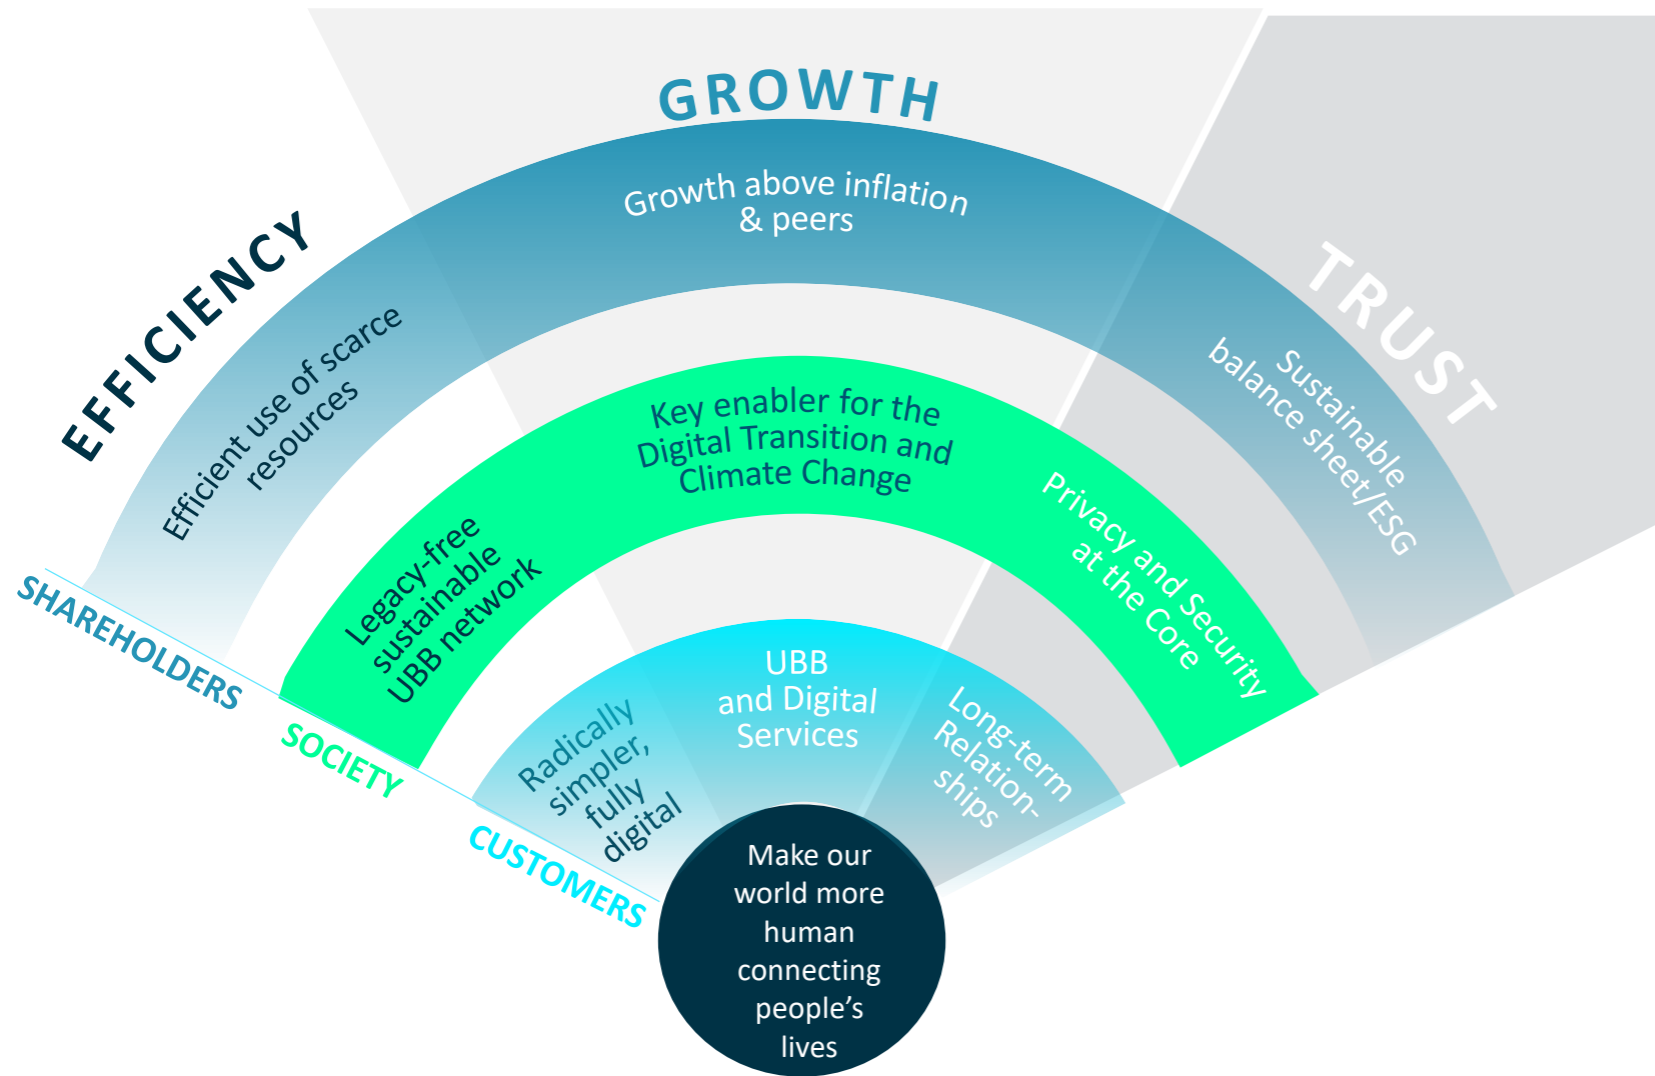 GROWTH
EFFICIENCY
TRUST
Growth above inflation
& peers
Efficient use of scarce
resources
Sustainable
balance sheet/ESG
Key enabler for the
Digital Transition and
Climate Change
Legacy-free
sustainable
UBB network
Privacy and Security
at the Core
UBB
and Digital
Services
Radically
simpler,
fully
digital
Long-term
Relation-
ships
SHAREHOLDERS
SOCIETY
CUSTOMERS
Make our
world more
human
connecting
people’s
lives